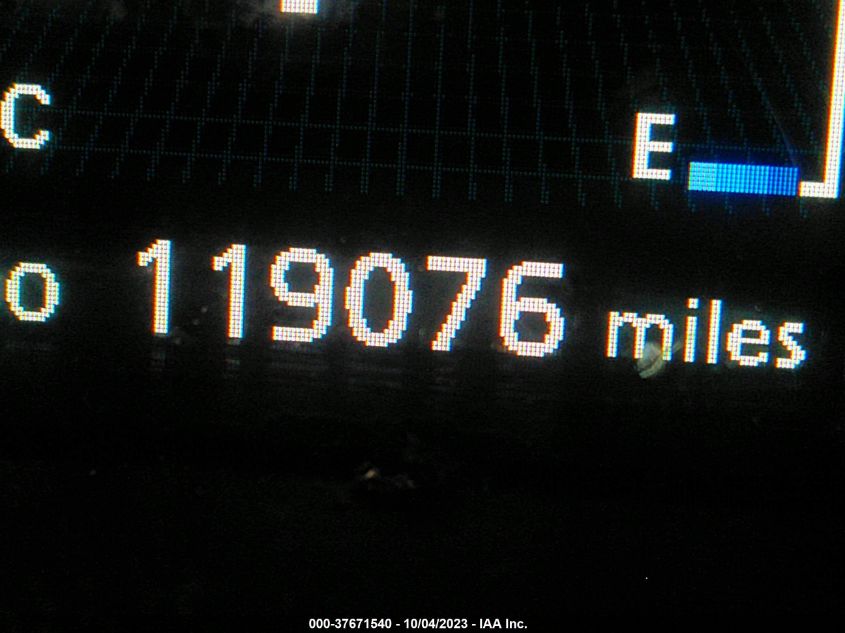 C
E
o 119076 miles
000-37671540 - 10/04/2023 - IAA Inc.